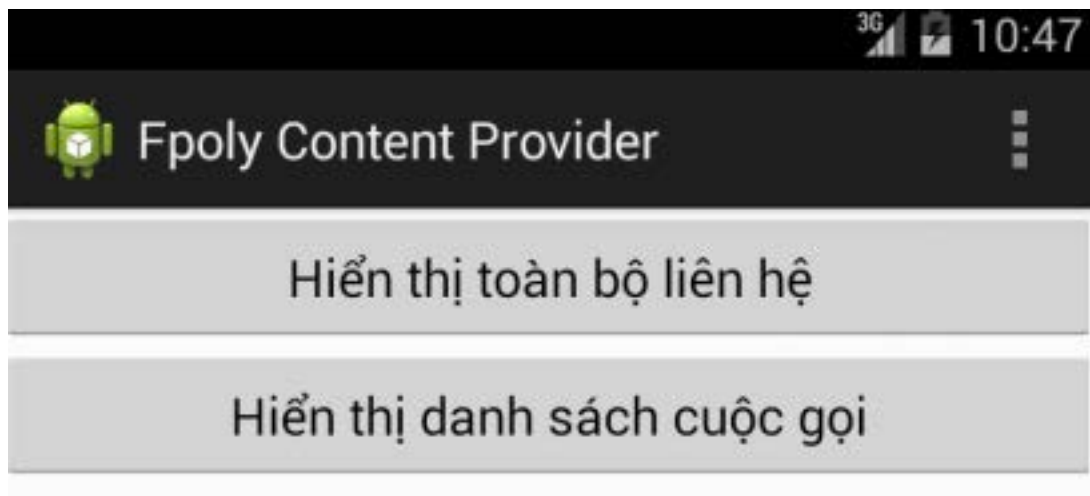 3G 10:47
Fpoly Content Provider
Hiển thị toàn bộ liên hệ
Hiển thị danh sách cuộc gọi